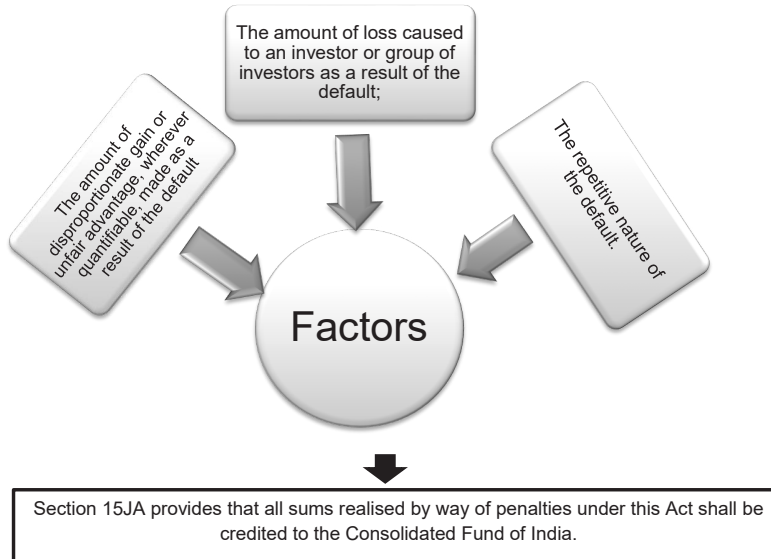 The amount of loss caused
to an investor or group of
investors as a result of the
default;
The amount of
disproportionate gain or
unfair advantage, wherever
quantifiable, made as a
result of the default
The repetitive nature of
the default.
Factors
Section 15JA provides that all sums realised by way of penalties under this Act shall be
credited to the Consolidated Fund of India.